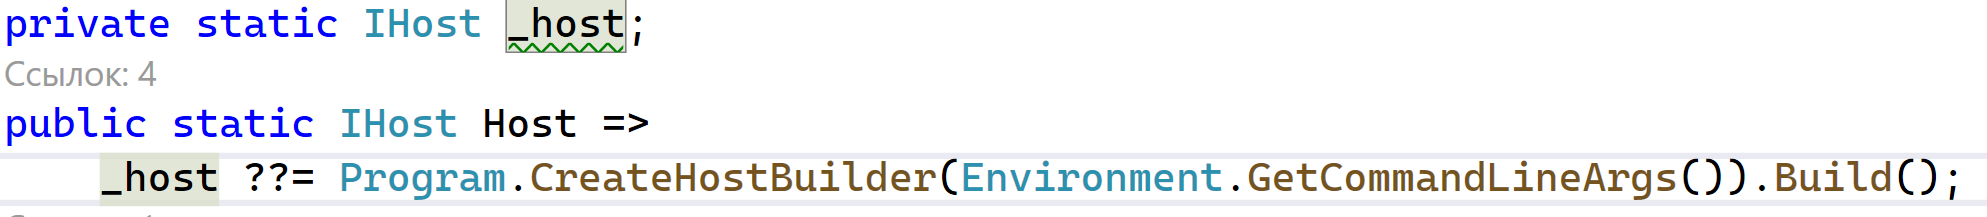 private static IHost _host;
Ссылок: 4
public static IHost Host =>
_host ??= Program.CreateHostBuilder(Environment.GetCommandLineArgs()).Build();